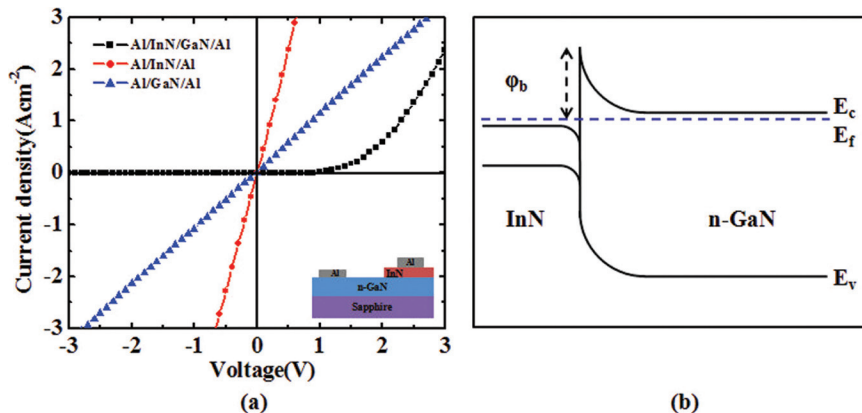 Current density(Acm-2)
3
2
1
0
-1
-2
-3
Al/InN/GaN/Al
Al/InN/Al
Al/GaN/Al
Al
Al
InN
n-GaN
Sapphire
-3 -2 -1 0 1 2 3
Voltage(V)
(a)
φb
Ec
Ef
InN n-GaN
Ev
(b)